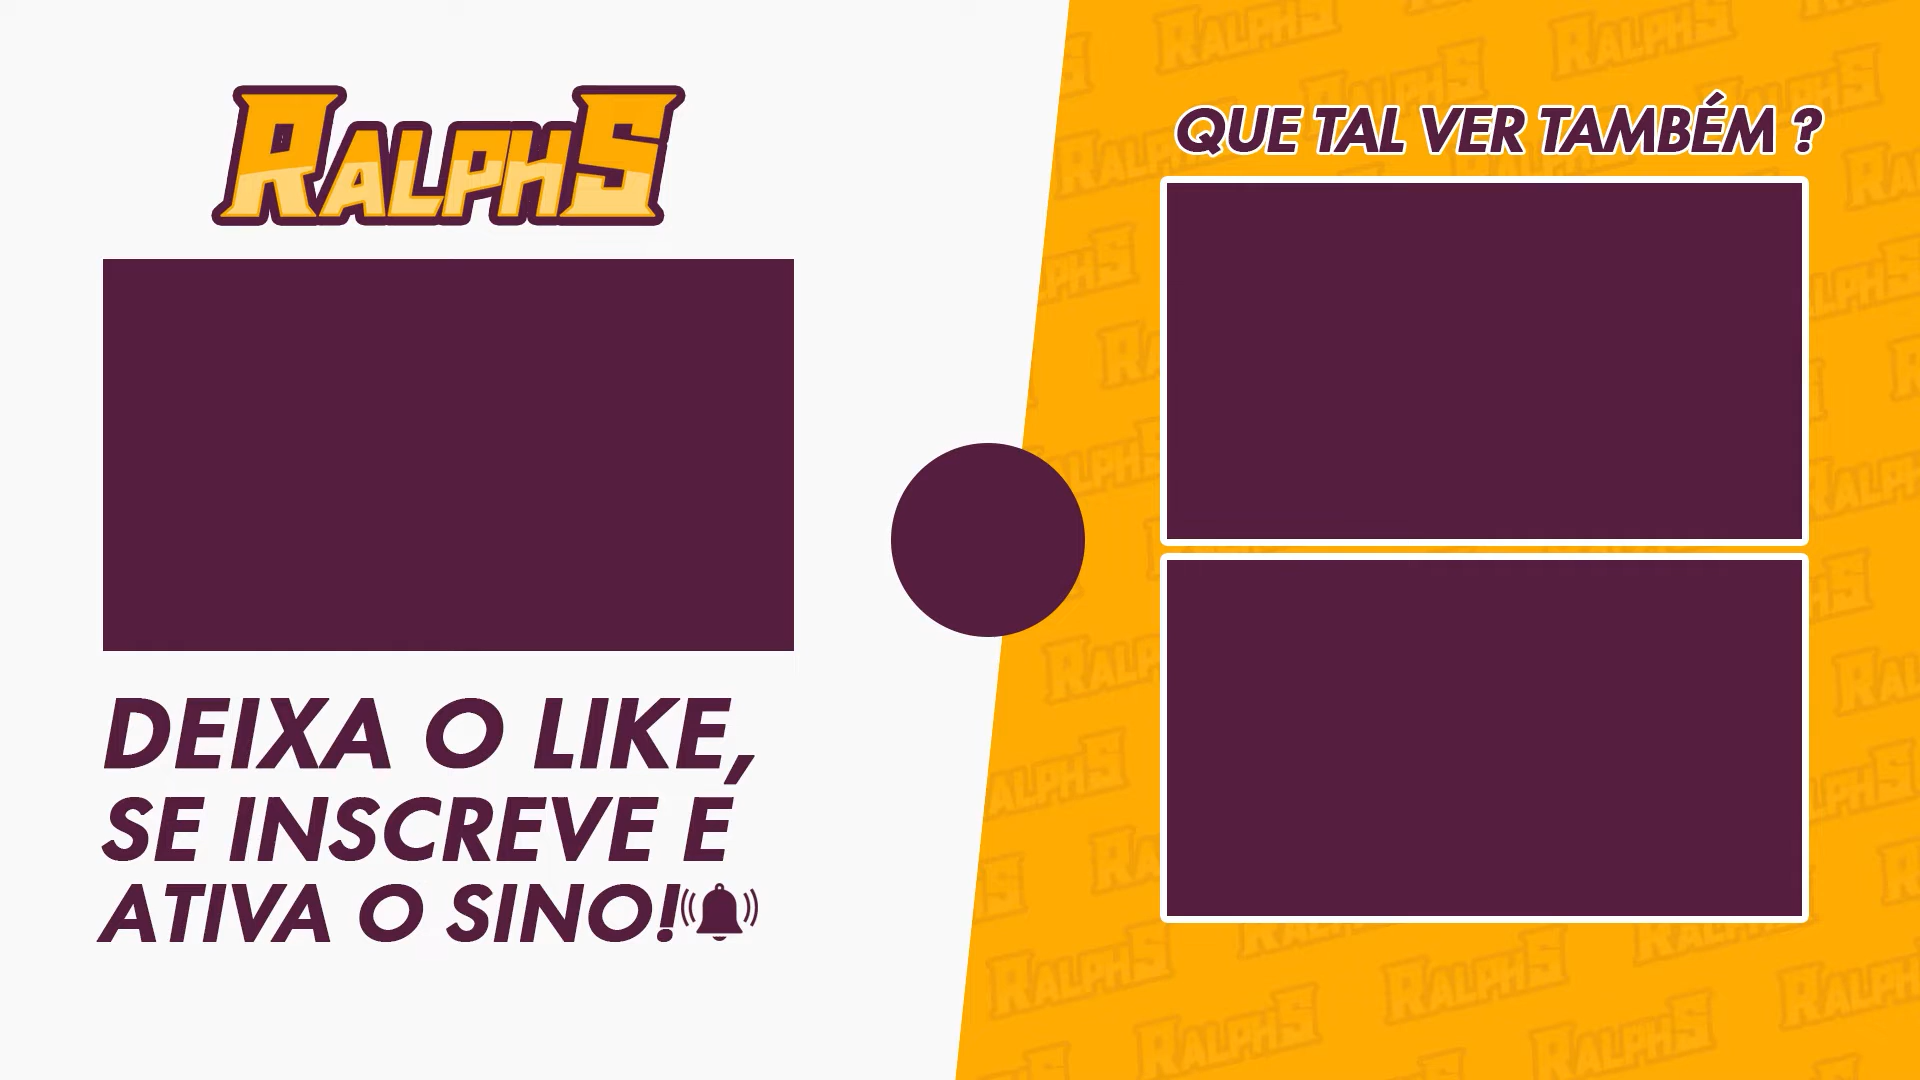 RALPHS
DEIXA O LIKE,
SE INSCREVE E
ATIVA O SINO!
QUE TAL VER TAMBÉM ?